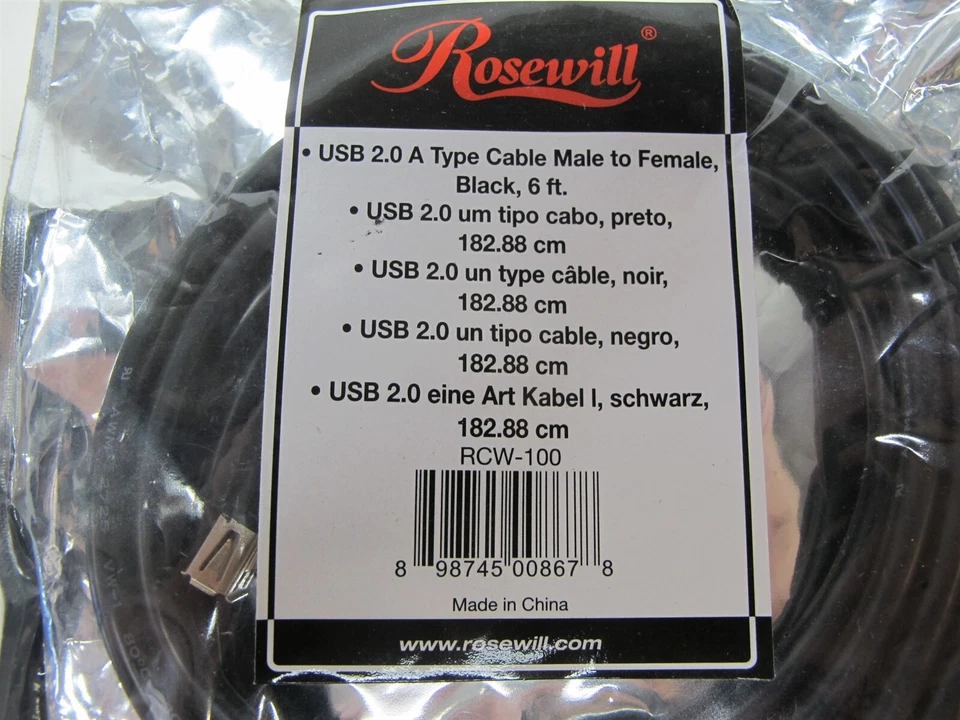 Rosewill®
• USB 2.0 A Type Cable Male to Female,
Black, 6 ft.
• USB 2.0 um tipo cabo, preto,
182.88 cm
• USB 2.0 un type câble, noir,
182.88 cm
• USB 2.0 un tipo cable, negro,
182.88 cm
• USB 2.0 eine Art Kabel I, schwarz,
182.88 cm
RCW-100
8 98745 00867 8
Made in China
www.rosewill.com